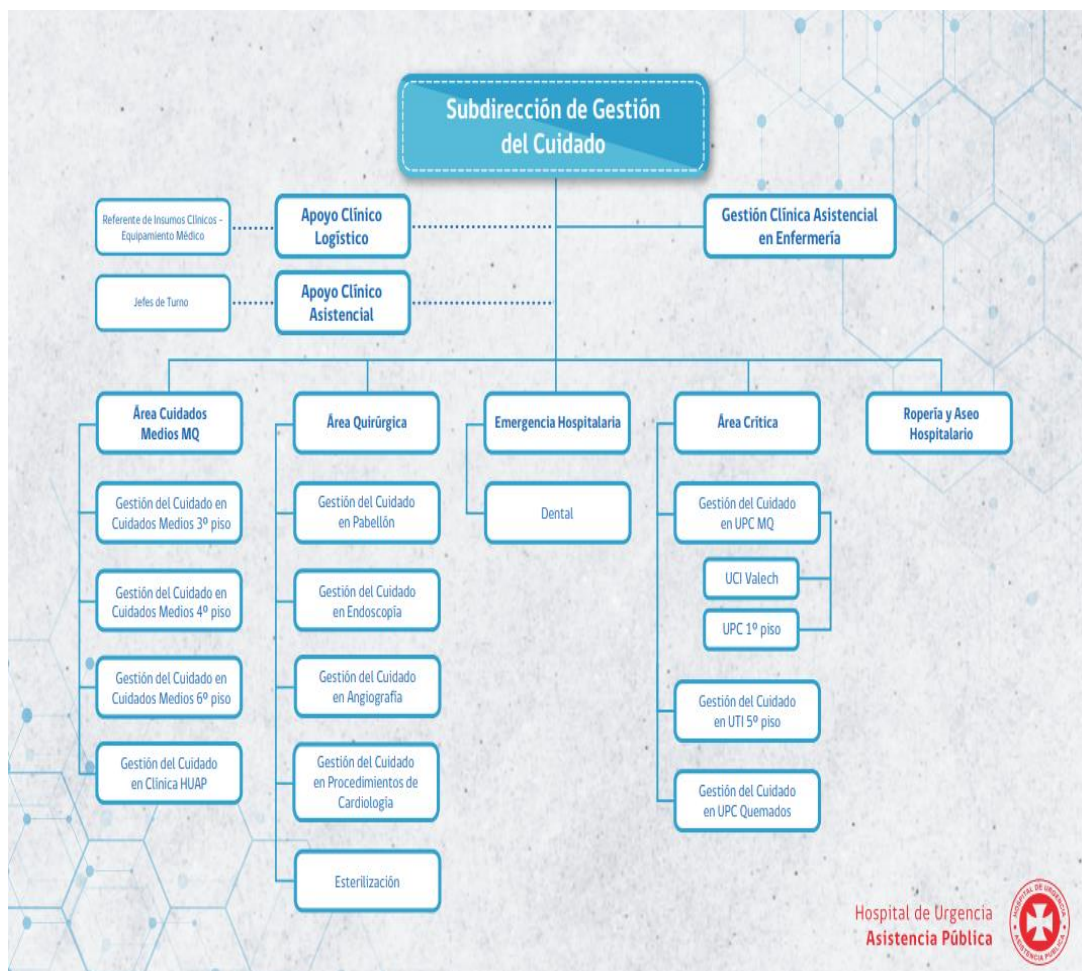 Subdirección de Gestión
del Cuidado
Referente de Insumos Clínicos -
Equipamiento Médico
Apoyo Clínico
Logístico
Gestión Clínica Asistencial
en Enfermería
Jefes de Turno
Apoyo Clínico
Asistencial
Área Cuidados
Medios MQ
Gestión del Cuidado en
Cuidados Medios 3º piso
Gestión del Cuidado en
Cuidados Medios 4º piso
Gestión del Cuidado en
Cuidados Medios 6º piso
Gestión del Cuidado
en Clínica HUAP
Área Quirúrgica
Gestión del Cuidado
en Pabellón
Gestión del Cuidado
en Endoscopía
Gestión del Cuidado
en Angiografía
Gestión del Cuidado
en Procedimientos de
Cardiología
Esterilización
Emergencia Hospitalaria
Dental
Área Crítica
Gestión del Cuidado
en UPC MQ
UCI Valech
UPC 1º piso
Gestión del Cuidado
en UTI 5º piso
Gestión del Cuidado
en UPC Quemados
Ropería y Aseo
Hospitalario
Hospital de Urgencia
Asistencia Pública
HOSPITAL DE URGENCIA
ASISTENCIA PÚBLICA